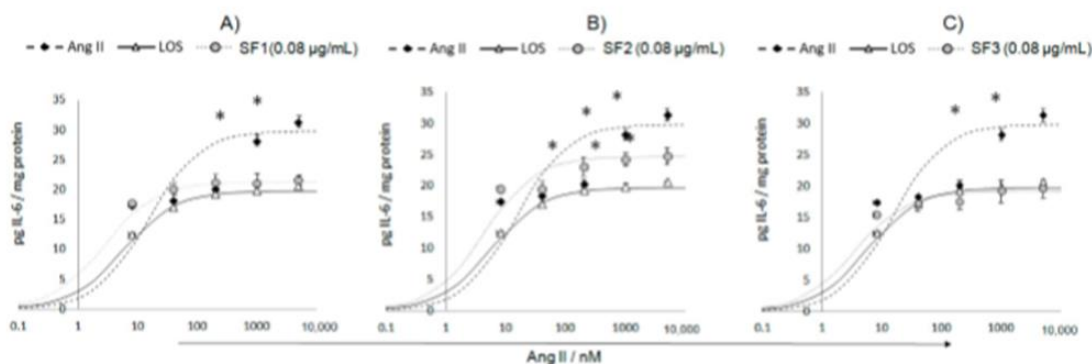 A)
Ang II LOS SF1(0.08 µg/mL)
pg IL-6 / mg protein
35
30
25
20
15
10
5
0
0.1 1 10 100 1000 10,000
B)
Ang II LOS SF2 (0.08 µg/mL)
pg IL-6 / mg protein
35
30
25
20
15
10
5
0
0.1 1 10 100 1000 10,000
C)
Ang II LOS SF3 (0.08 µg/mL)
pg IL-6 / mg protein
35
30
25
20
15
10
5
0
0.1 1 10 100 1000 10,000
* * * * * * * * *
Ang II / nM